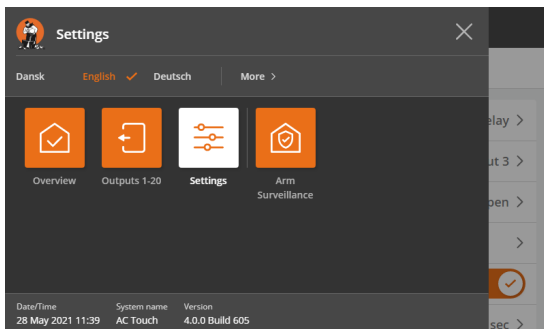 Settings
Dansk English Deutsch More >
elay >
ut 3 >
pen >
>
Overview Outputs 1-20 Settings Arm Surveillance
Date/Time System name Version
28 May 2021 11:39 AC Touch 4.0.0 Build 605
sec >